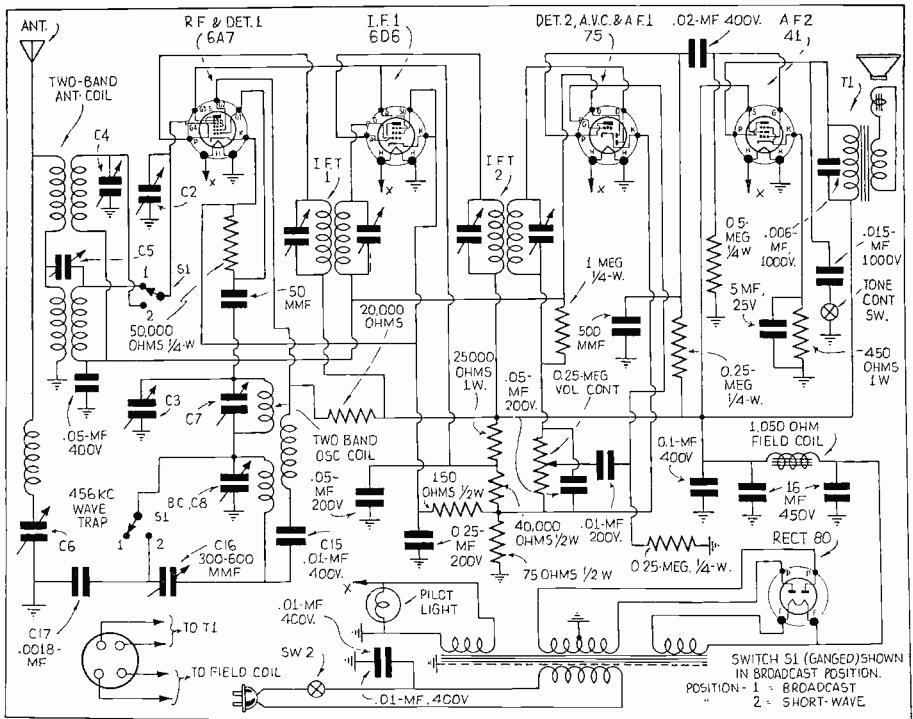 ANT.
R.F & DET.1
6A7
I.F.1
6D6
DET. 2, A.V.C. & A.F.1
75
.02-MF 400V.
A F 2
41
TWO-BAND
ANT-COIL
C4
C2
C5
1
S1
2
I.F.T
1
I.F.T
2
T1
50,000
OHMS 1/4-W
50
MMF
20,000
OHMS
1 MEG
1/4-W.
500
MMF
0.5-
MEG
1/4W
.006-
MF,
1000V.
.015-
MF
1000V.
TONE
CONT
SW.
5 MF,
25V
450
OHMS
1W
.05-MF
400V
C3
C7
TWO BAND
OSC COIL
25000
OHMS
1W.
.05-MF
200V.
0.25-MEG
VOL CONT
0.25-
MEG
1/4-W.
0.1-MF
400V.
1,050 OHM
FIELD COIL
16
MF
450V
456 KC
WAVE
TRAP
C6
BC, C8
S1
1
2
C16
300-600
MMF
.05-
MF
200V
150
OHMS 1/2W
C15
.01-MF
400V.
0.25-
MF
200V
40,000
OHMS 1/2W
75 OHMS 1/2 W
.01-MF
200V.
0.25-MEG. 1/4-W.
RECT 80
C17
.0018-
MF
TO T1
TO FIELD COIL
X
PILOT
LIGHT
.01-MF
400V.
SW 2
.01-MF. 400V
SWITCH S1 (GANGED) SHOWN
IN BROADCAST POSITION.
POSITION - 1 = BROADCAST
" 2 = SHORT-WAVE